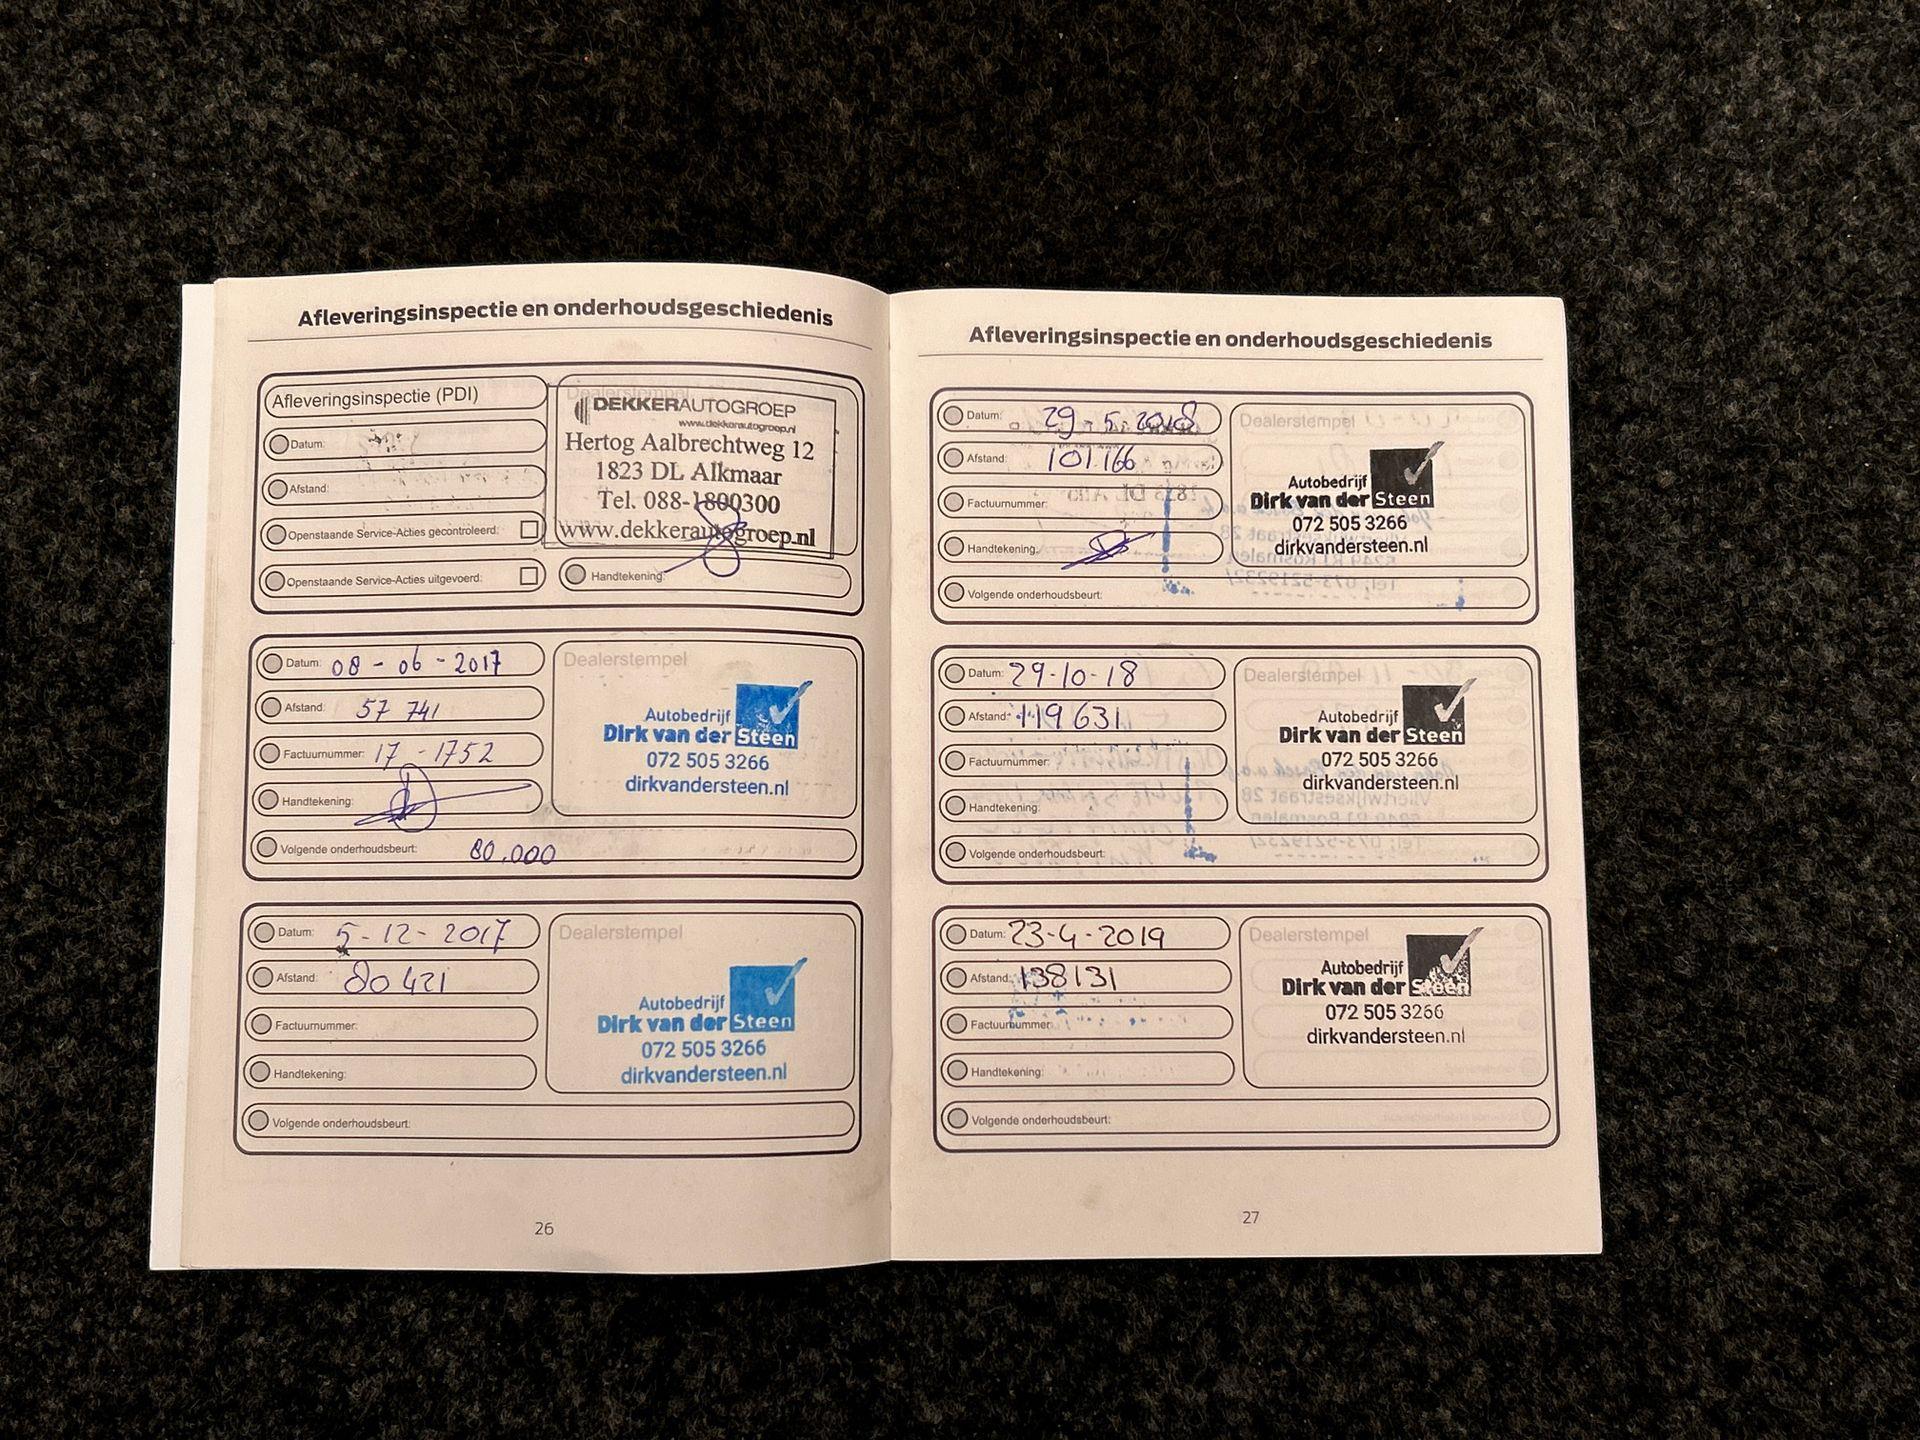 Afleveringsinspectie en onderhoudsgeschiedenis
Afleveringsinspectie (PDI)
Datum:
Afstand:
Openstaande Service-Acties gecontroleerd:
Openstaande Service-Acties uitgevoerd:
Dealerstempel
DEKKERAUTOGROEP
www.dekkerautogroep.nl
Hertog Aalbrechtweg 12
1823 DL Alkmaar
Tel. 088-1800300
www.dekkerautogroep.nl
Handtekening:
Datum: 08-06-2017
Afstand: 57 741
Factuurnummer: 17-1752
Handtekening:
Volgende onderhoudsbeurt: 80.000
Dealerstempel
Autobedrijf
Dirk van der Steen
072 505 3266
dirkvandersteen.nl
Datum: 5-12-2017
Afstand: 80 421
Factuurnummer:
Handtekening:
Volgende onderhoudsbeurt:
Dealerstempel
Autobedrijf
Dirk van der Steen
072 505 3266
dirkvandersteen.nl
26
Afleveringsinspectie en onderhoudsgeschiedenis
Datum: 29-5-2018
Afstand: 101.166
Factuurnummer:
Handtekening:
Volgende onderhoudsbeurt:
Dealerstempel
Autobedrijf
Dirk van der Steen
072 505 3266
dirkvandersteen.nl
Datum: 29-10-18
Afstand: 119631
Factuurnummer:
Handtekening:
Volgende onderhoudsbeurt:
Dealerstempel
Autobedrijf
Dirk van der Steen
072 505 3266
dirkvandersteen.nl
Datum: 23-4-2019
Afstand: 138131
Factuurnummer:
Handtekening:
Volgende onderhoudsbeurt:
Dealerstempel
Autobedrijf
Dirk van der Steen
072 505 3266
dirkvandersteen.nl
27